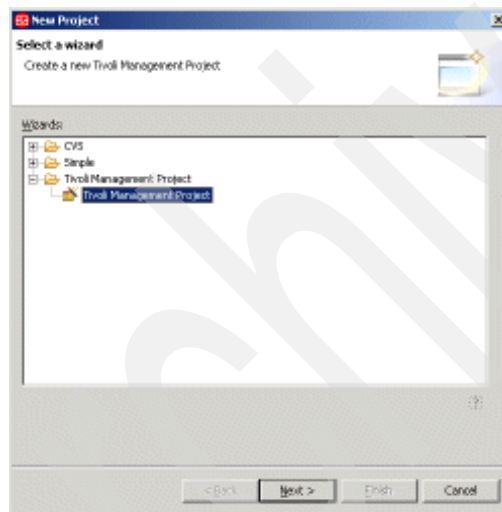 New Project
Select a wizard
Create a new Tivoli Management Project
Wizards:
CVS
Simple
Tivoli Management Project
Tivoli Management Project
< Back Next > Finish Cancel